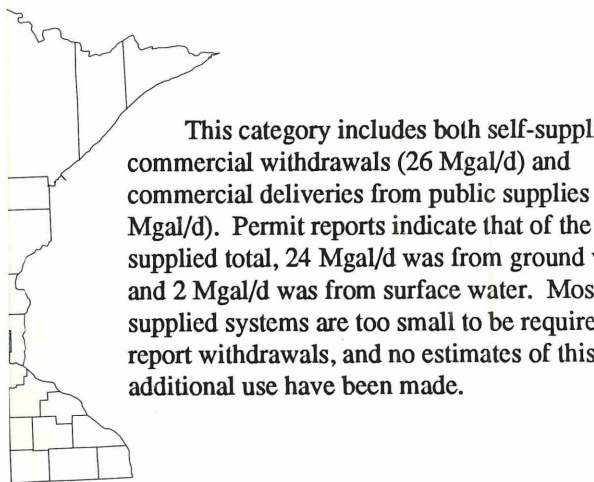 This category includes both self-suppl
commercial withdrawals (26 Mgal/d) and
commercial deliveries from public supplies
Mgal/d). Permit reports indicate that of the
supplied total, 24 Mgal/d was from ground
and 2 Mgal/d was from surface water. Mos
supplied systems are too small to be require
report withdrawals, and no estimates of this
additional use have been made.